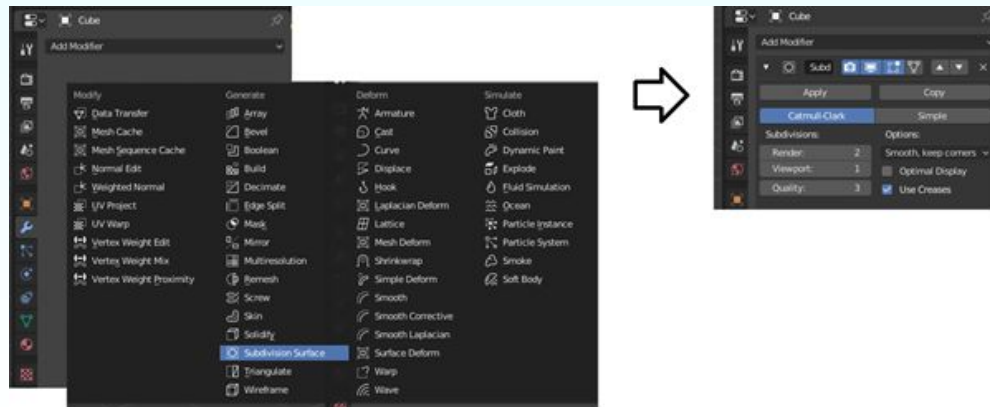 Cube
Add Modifier
Modify
Data Transfer
Mesh Cache
Mesh Sequence Cache
Normal Edit
Weighted Normal
UV Project
UV Warp
Vertex Weight Edit
Vertex Weight Mix
Vertex Weight Proximity
Generate
Array
Bevel
Boolean
Build
Decimate
Edge Split
Mask
Mirror
Multiresolution
Remesh
Screw
Skin
Solidify
Subdivision Surface
Triangulate
Wireframe
Deform
Armature
Cast
Curve
Displace
Hook
Laplacian Deform
Lattice
Mesh Deform
Shrinkwrap
Simple Deform
Smooth
Smooth Corrective
Smooth Laplacian
Surface Deform
Warp
Wave
Simulate
Cloth
Collision
Dynamic Paint
Explode
Fluid Simulation
Ocean
Particle Instance
Particle System
Smoke
Soft Body
Cube
Add Modifier
Subd
Apply Copy
Catmull-Clark Simple
Subdivisions:
Render: 2
Viewport: 1
Quality: 3
Options:
Smooth, keep corners
Optimal Display
Use Creases